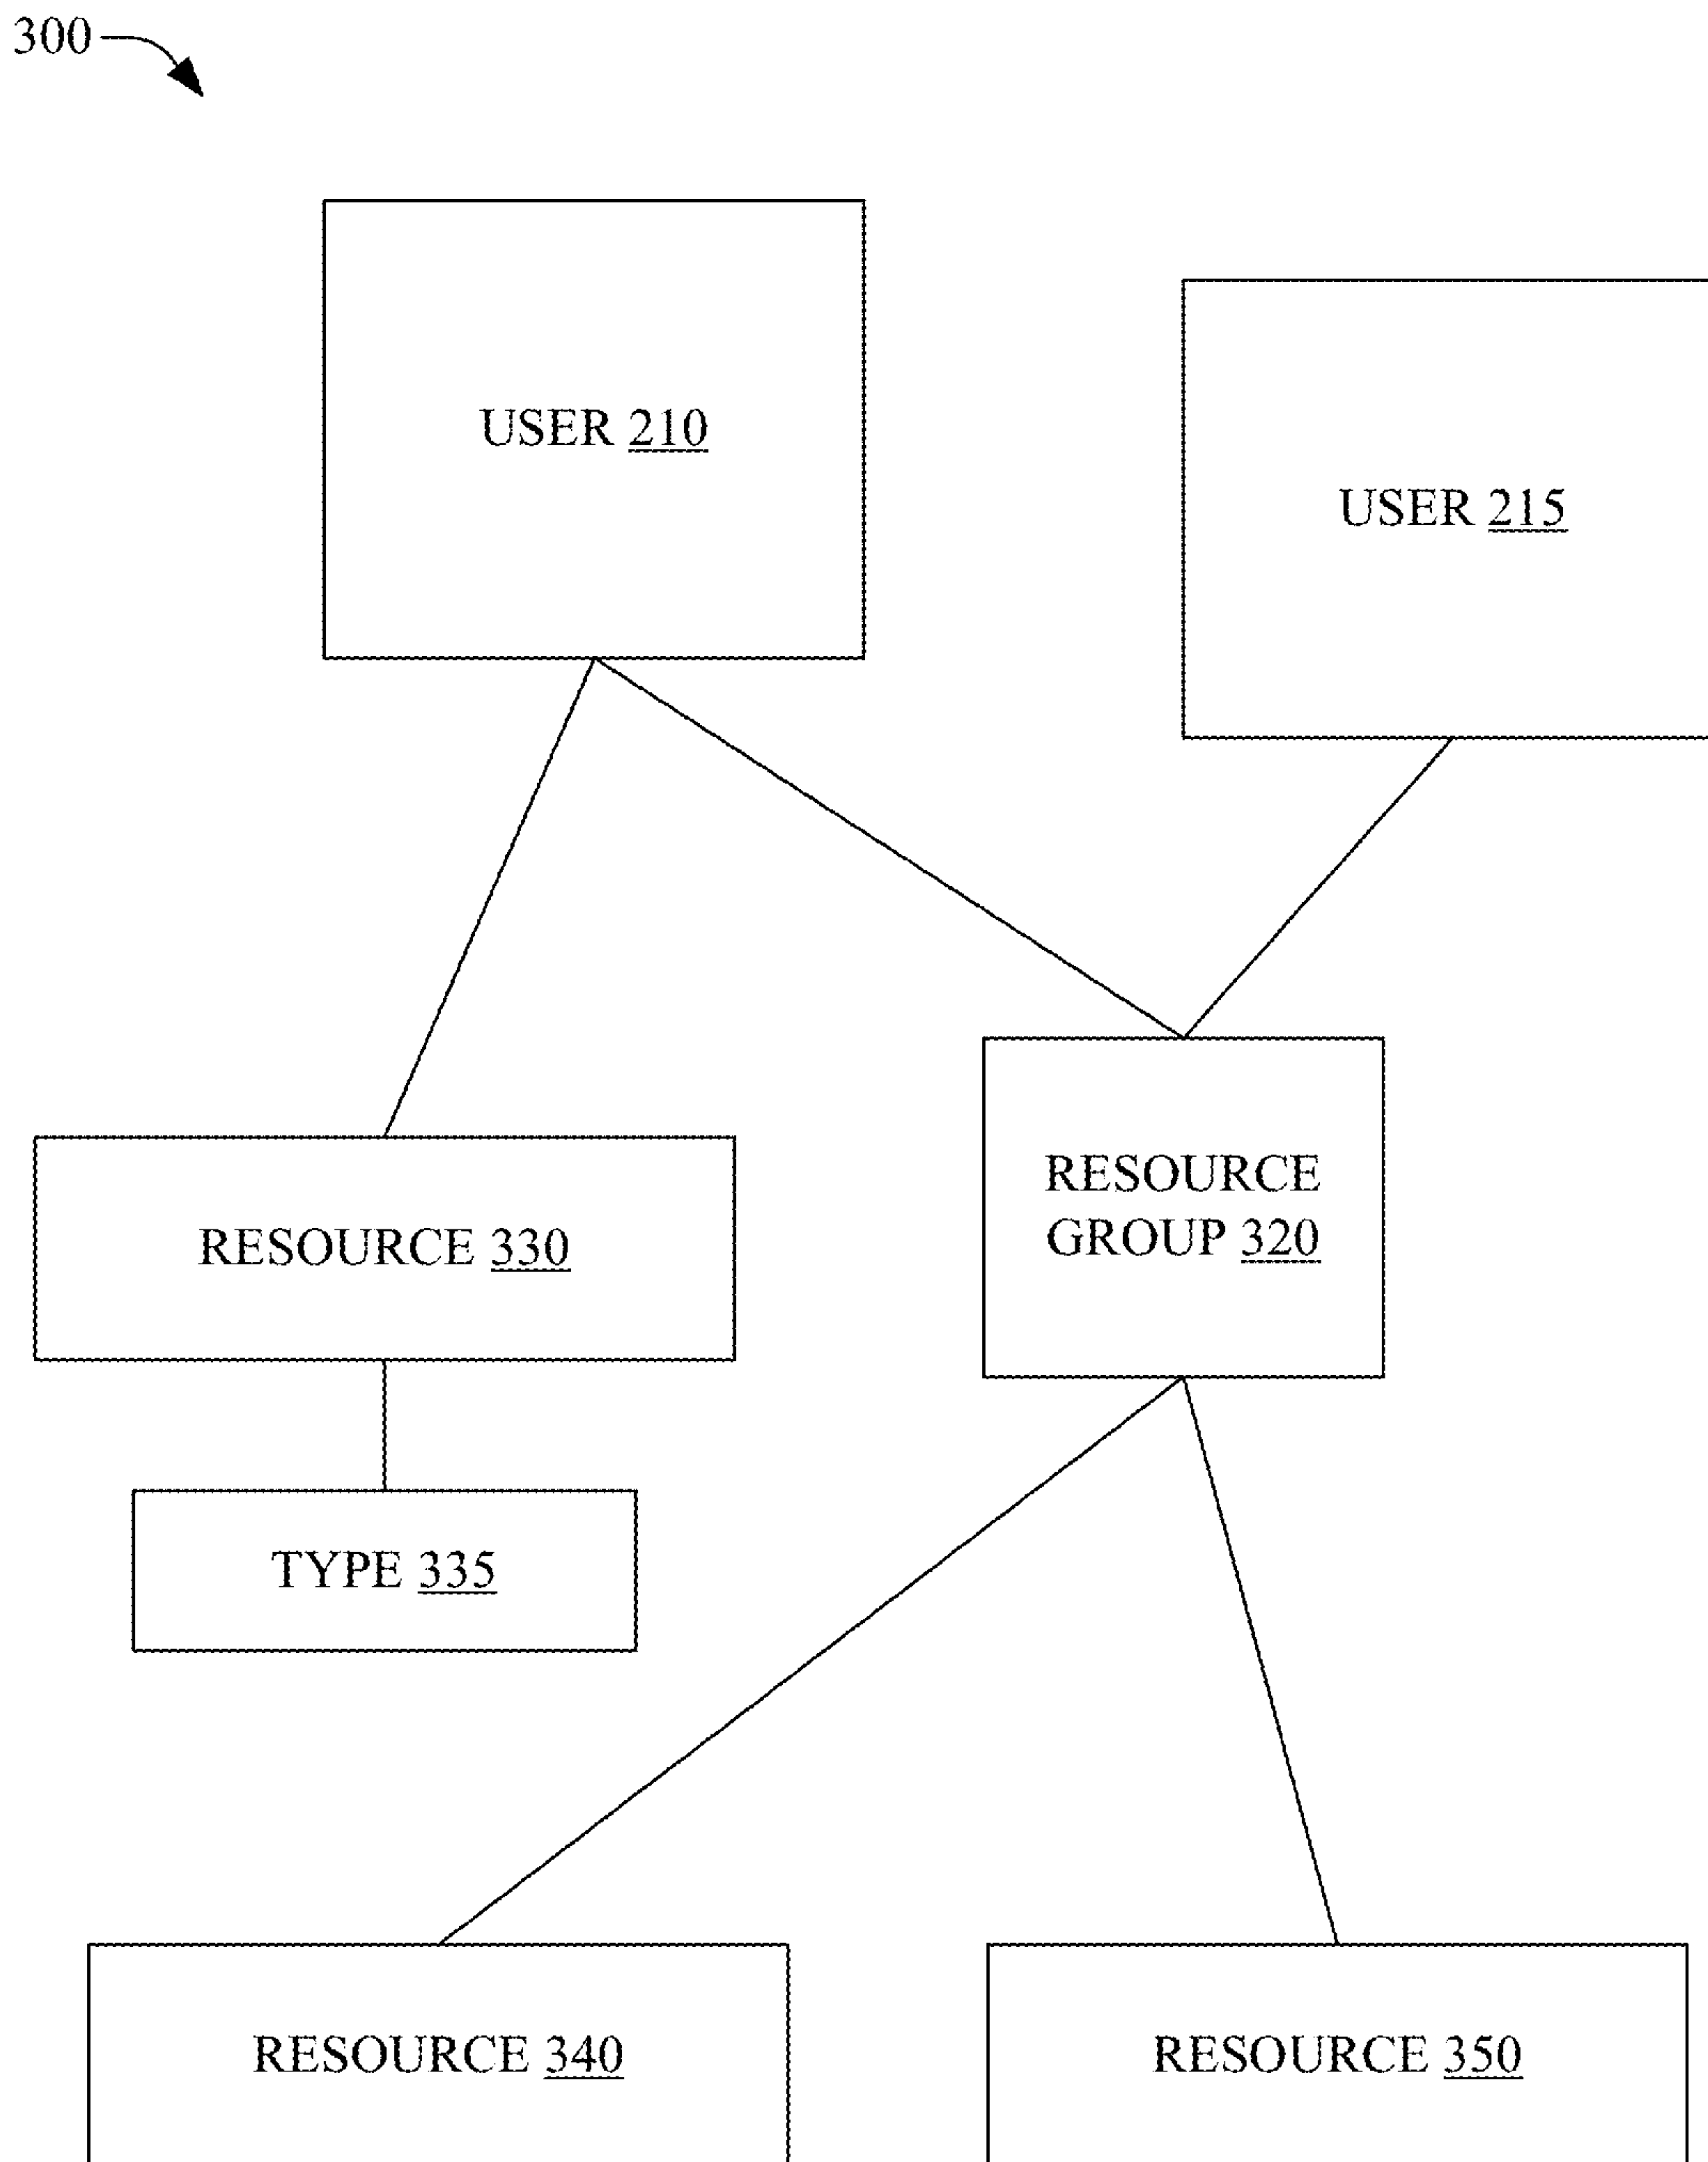 300
USER 210
USER 215
RESOURCE 330
RESOURCE
GROUP 320
TYPE 335
RESOURCE 340
RESOURCE 350